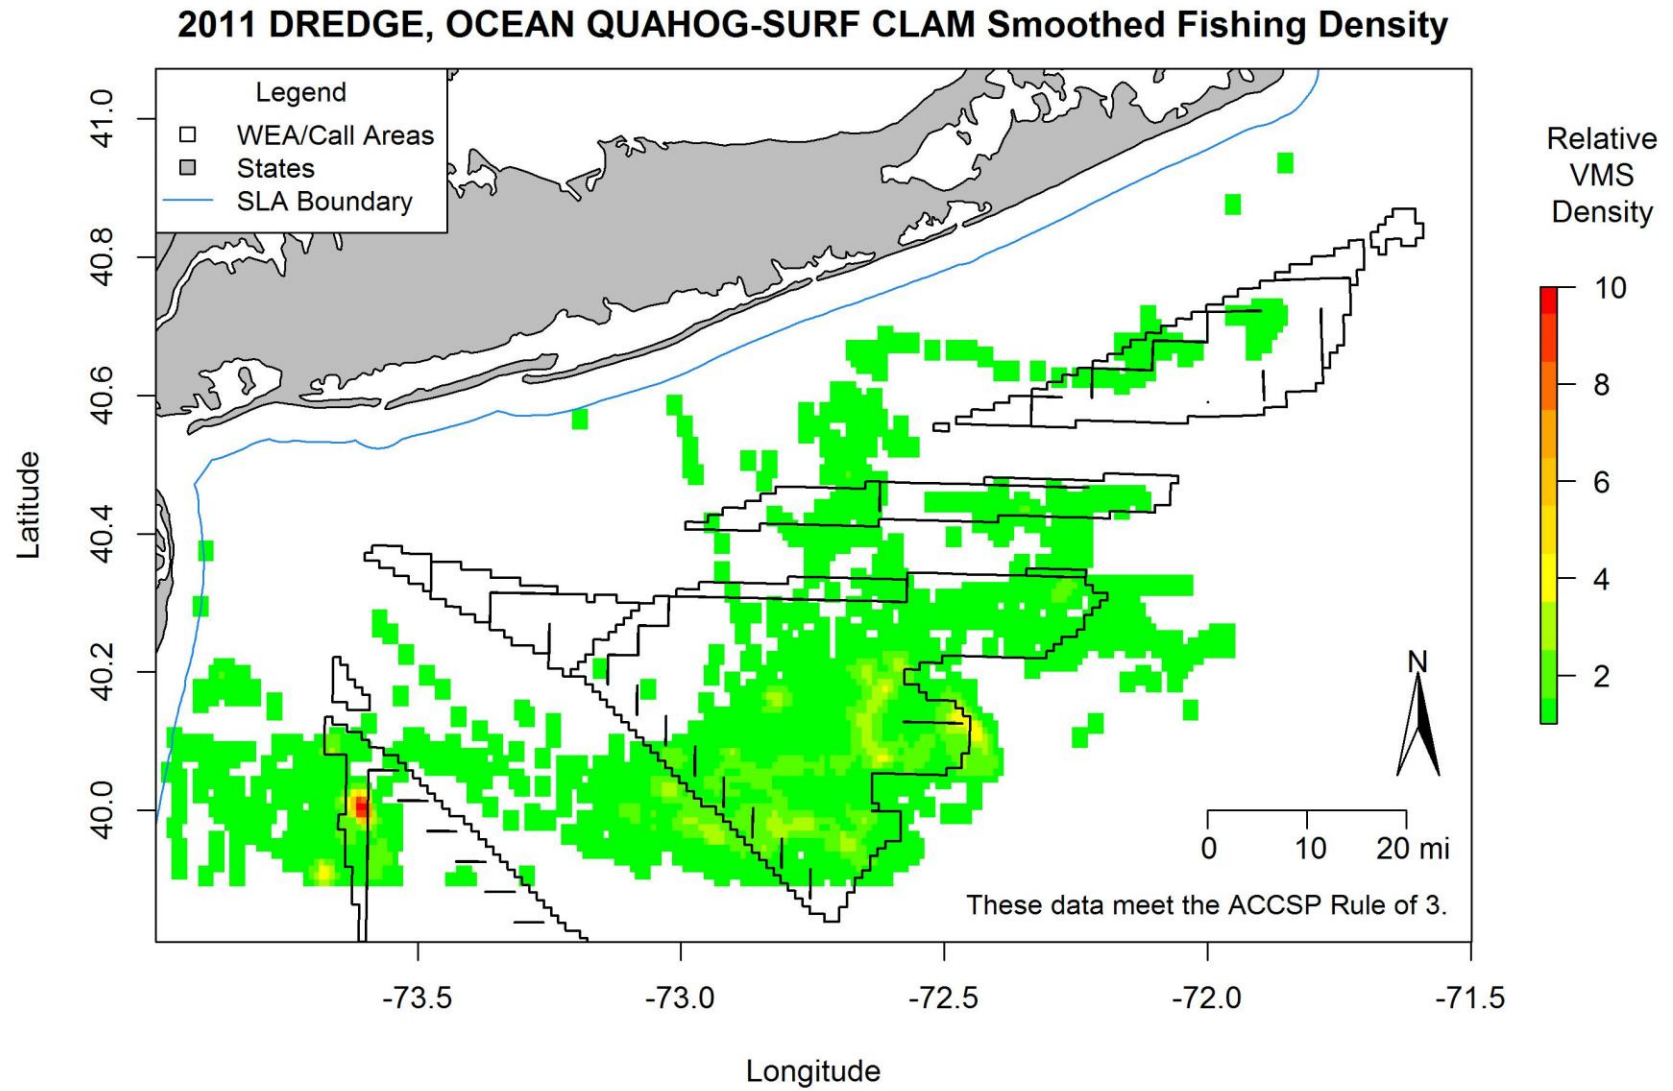 2011 DREDGE, OCEAN QUAHOG-SURF CLAM Smoothed Fishing Density
Legend
WEA/Call Areas
States
SLA Boundary
Relative
VMS
Density
10
8
6
4
2
Latitude
41.0
40.8
40.6
40.4
40.2
40.0
N
0 10 20 mi
These data meet the ACCSP Rule of 3.
-73.5 -73.0 -72.5 -72.0 -71.5
Longitude